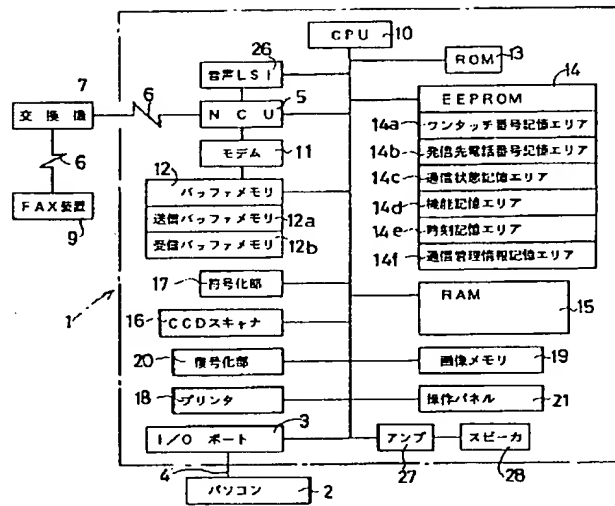 CPU
10
ROM
13
26
音声LSI
7
交換機
6
NCU
5
14
EEPROM
14a
ワンタッチ番号記憶エリア
14b
発信先電話番号記憶エリア
14c
通信状態記憶エリア
14d
機能記憶エリア
14e
時刻記憶エリア
14f
通信管理情報記憶エリア
6
モデム
11
FAX装置
9
12
バッファメモリ
送信バッファメモリ
12a
受信バッファメモリ
12b
17
符号化部
RAM
15
1
16
CCDスキャナ
20
復号化部
画像メモリ
19
18
プリンタ
操作パネル
21
3
I/Oポート
アンプ
27
スピーカ
28
4
パソコン
2